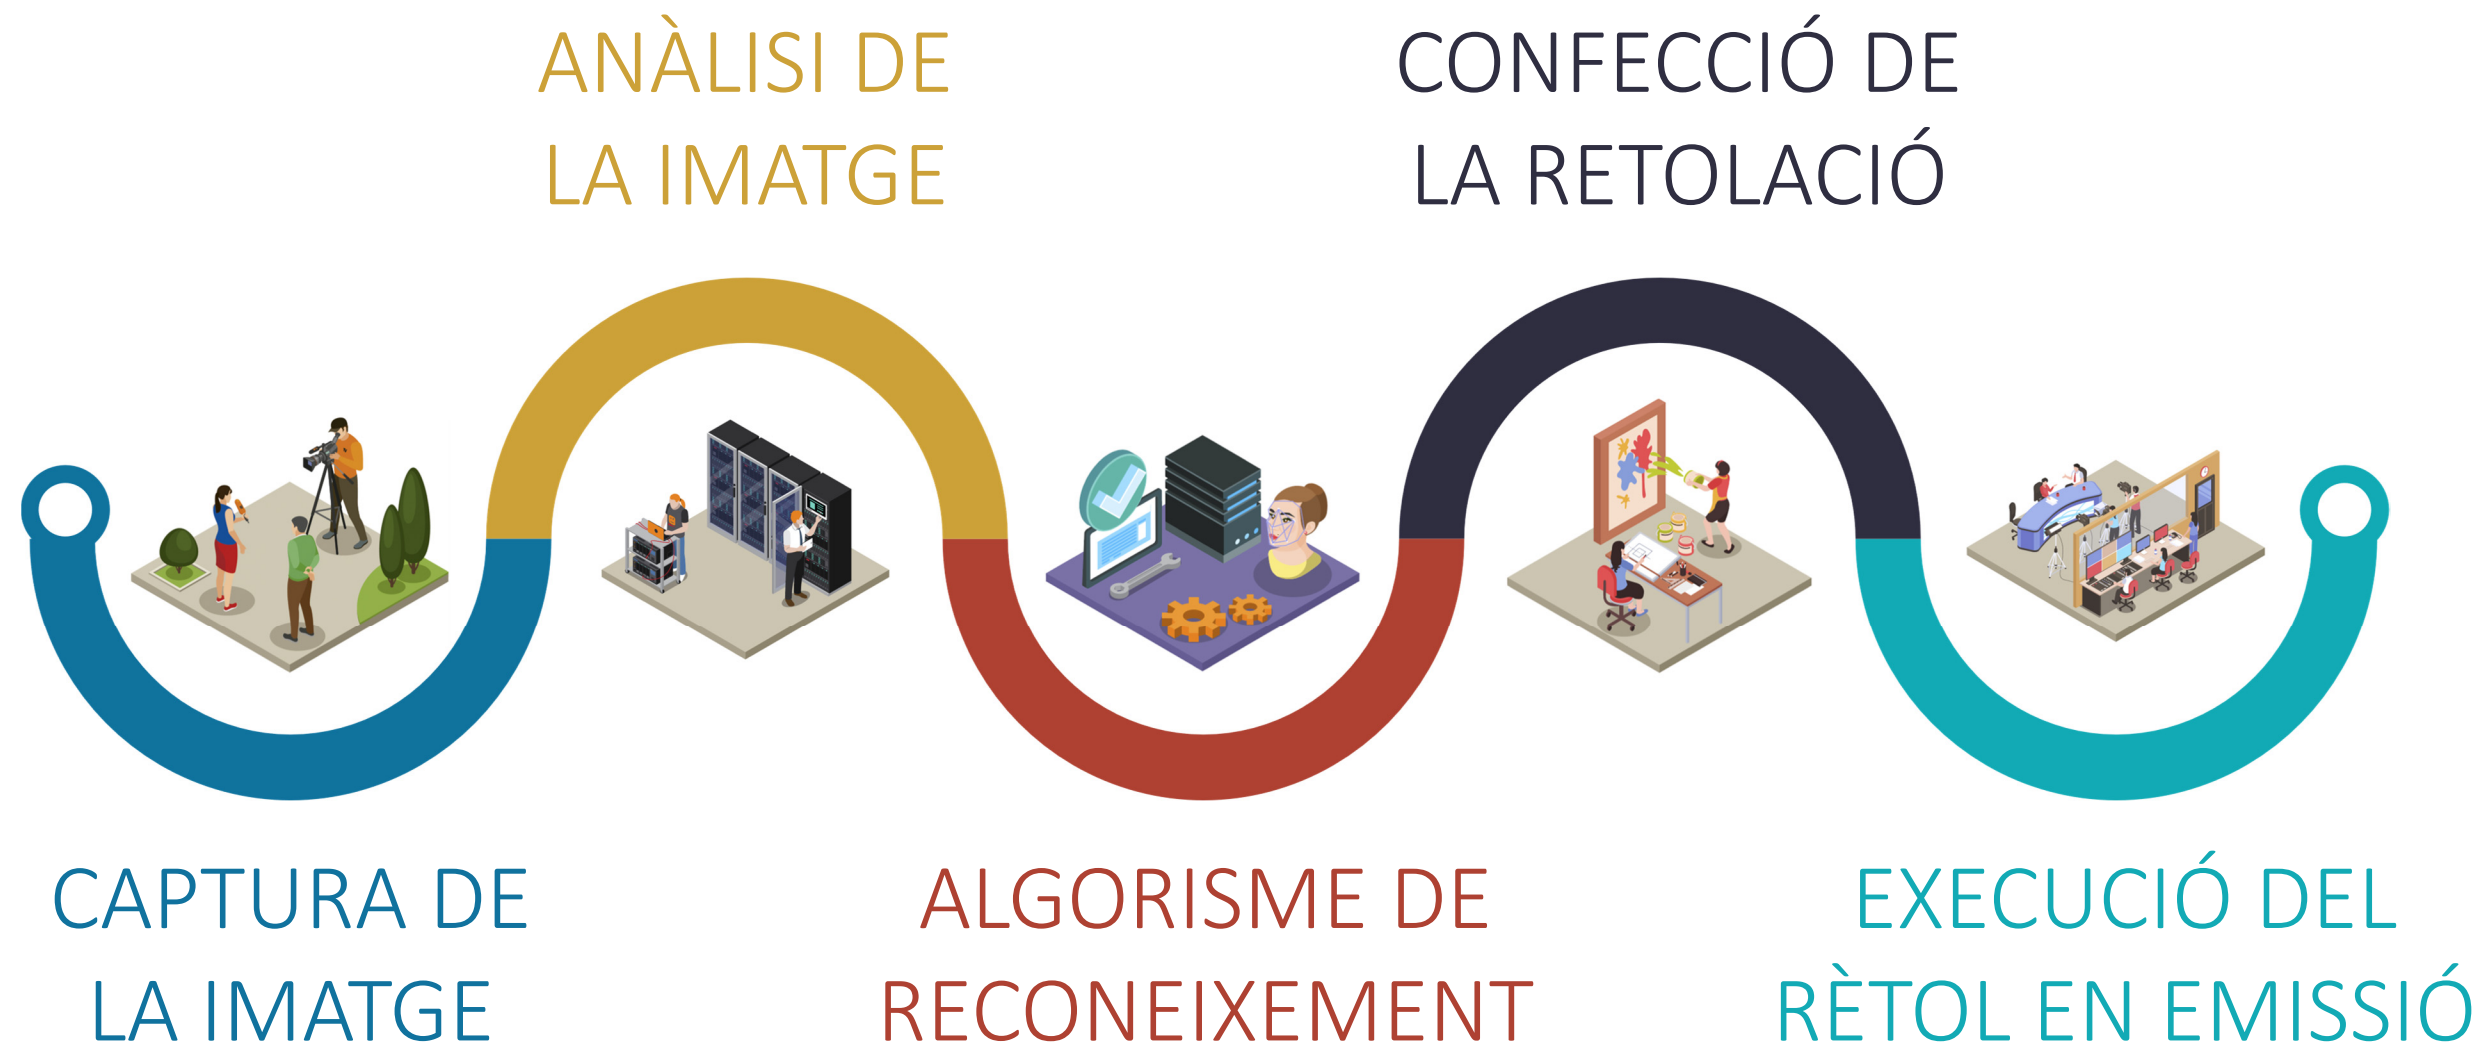 CAPTURA DE
LA IMATGE
ANÀLISI DE
LA IMATGE
ALGORISME DE
RECONEIXEMENT
CONFECCIÓ DE
LA RETOLACIÓ
EXECUCIÓ DEL
RÈTOL EN EMISSIÓ